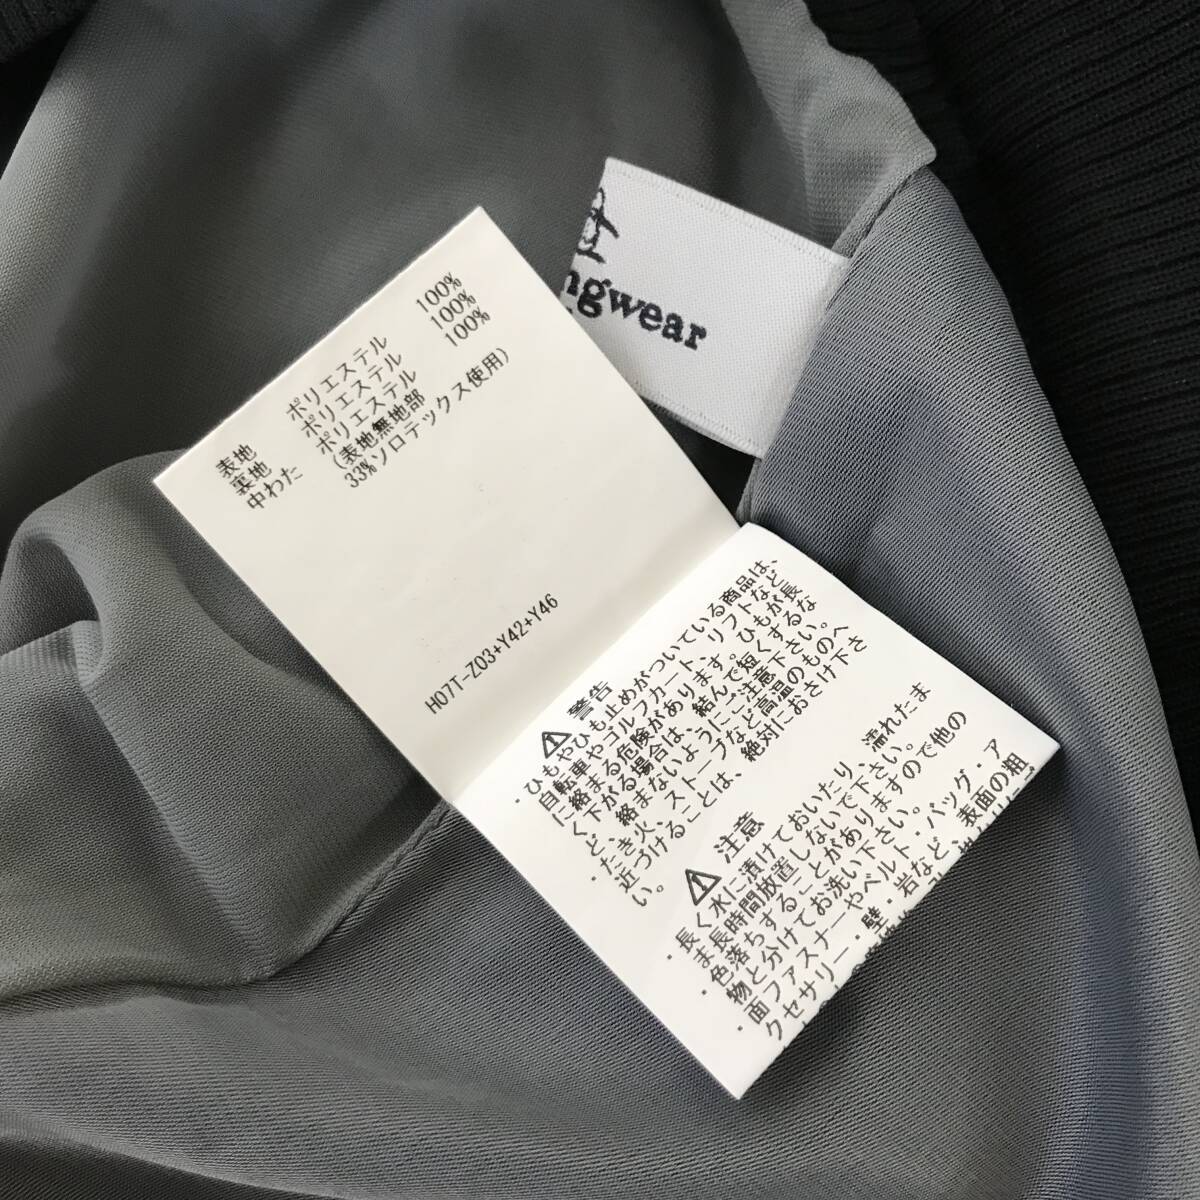 表地 ポリエステル 100%
裏地 ポリエステル 100%
中わた ポリエステル 100%
(表地無地部
33%ソロテックス使用)
H07T-Z03+Y42+Y46
ngwear
⚠ 警告
・ひもやひも止めがついている商品は、
自転車やゴルフカート、リフトなど
に絡まる危険があります。ひもが長
く下がる場合は、結んで短くするな
ど、絡まないようにご注意下さい。
・たき火、ストーブなど高温のものへ
近づけることは、絶対におさけ下さ
い。
⚠ 注意
・長く水に漬けておいたり、濡れたま
ま長時間放置しないで下さい。
・色落ちすることがありますので他の
物と分けてお洗い下さい。
・面ファスナーやベルト・バッグ・ア
クセサリー・壁・岩など、表面の粗